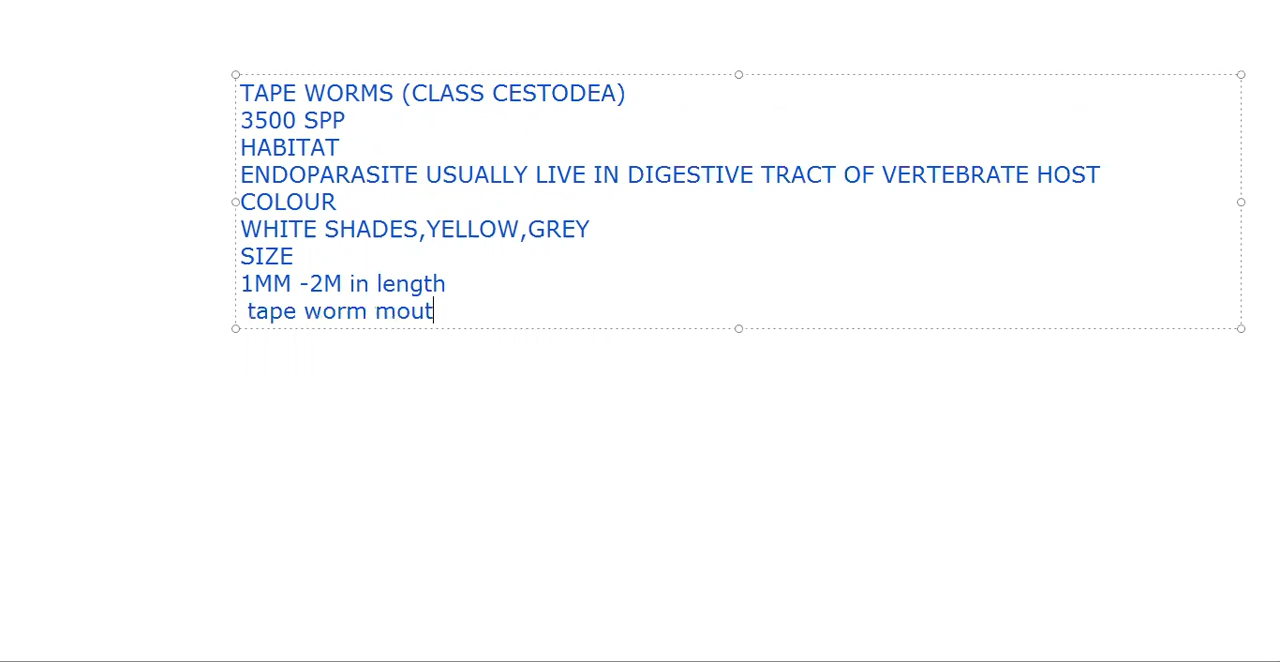 TAPE WORMS (CLASS CESTODEA)
3500 SPP
HABITAT
ENDOPARASITE USUALLY LIVE IN DIGESTIVE TRACT OF VERTEBRATE HOST
COLOUR
WHITE SHADES,YELLOW,GREY
SIZE
1MM -2M in length
tape worm mout